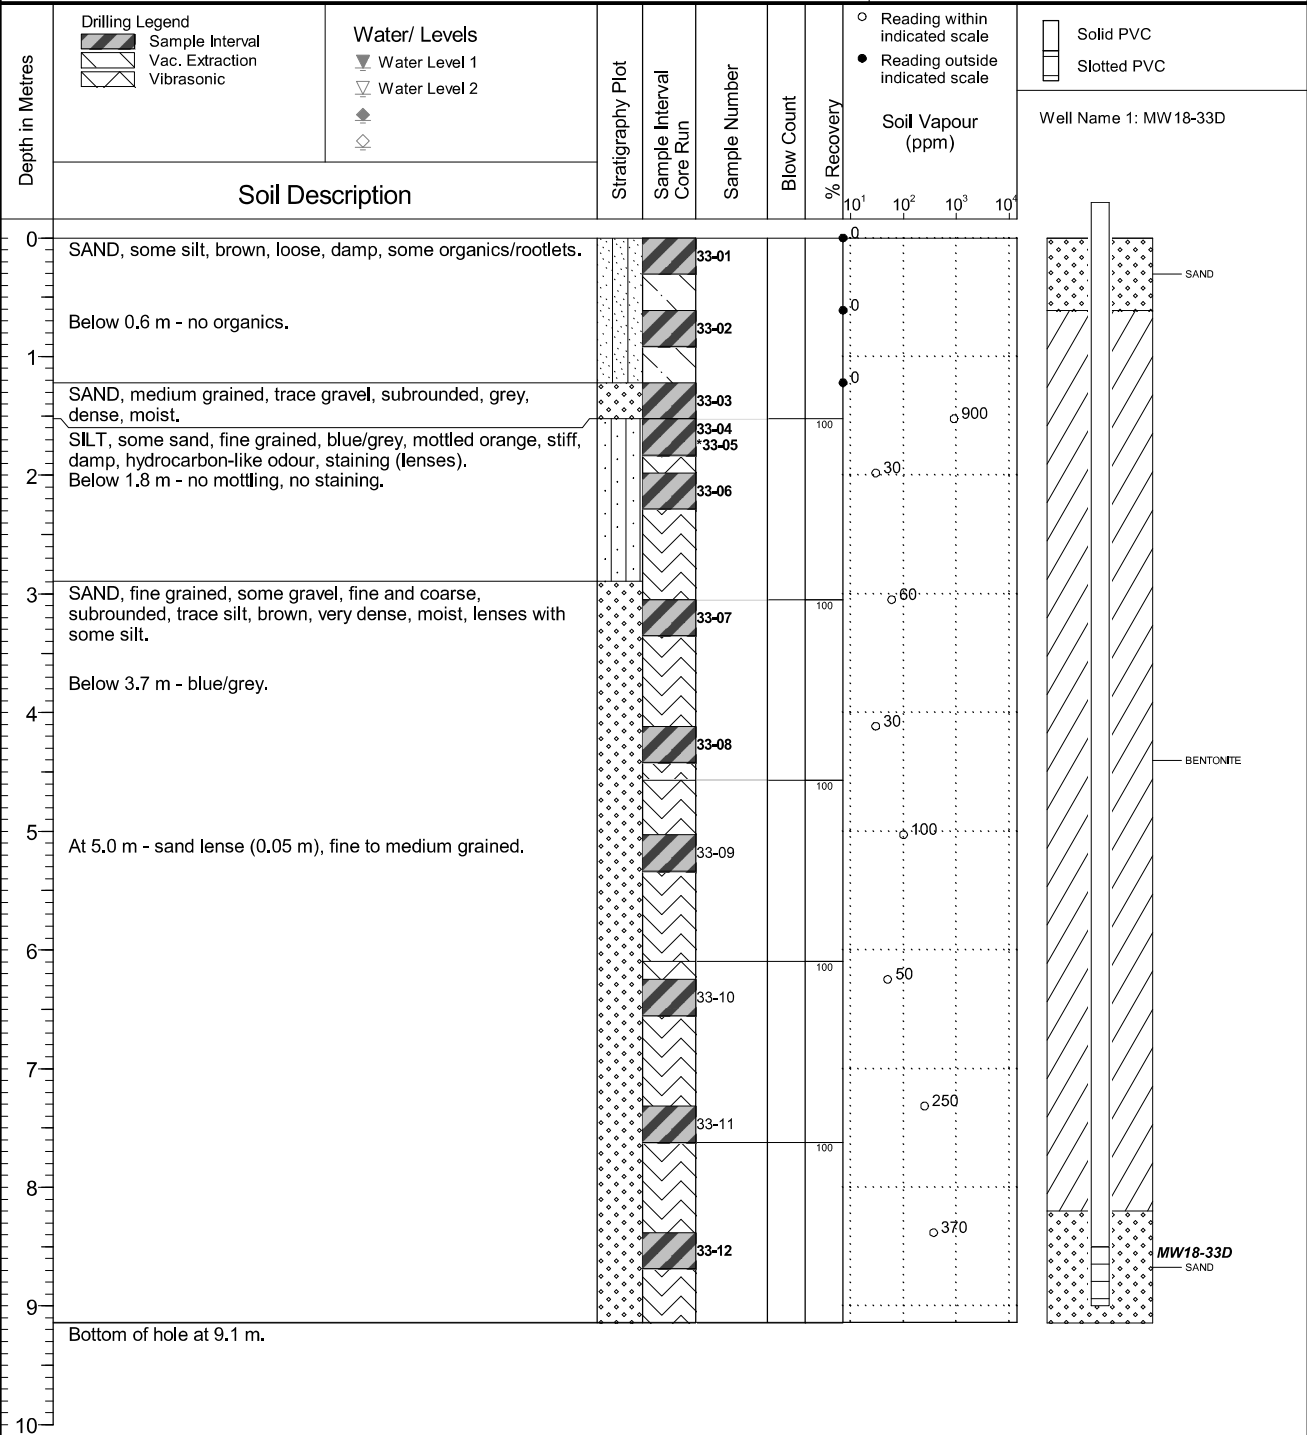 Drilling Legend
Sample Interval
Vac. Extraction
Vibrasonic
Water/ Levels
Water Level 1
Water Level 2
Depth in Metres
Soil Description
Stratigraphy Plot
Sample Interval
Core Run
Sample Number
Blow Count
% Recovery
Reading within
indicated scale
Reading outside
indicated scale
Soil Vapour
(ppm)
10¹ 10² 10³ 10⁴
Solid PVC
Slotted PVC
Well Name 1: MW18-33D
0
SAND, some silt, brown, loose, damp, some organics/rootlets.
33-01
0
SAND
Below 0.6 m - no organics.
33-02
0
1
SAND, medium grained, trace gravel, subrounded, grey,
dense, moist.
33-03
0
100
900
SILT, some sand, fine grained, blue/grey, mottled orange, stiff,
damp, hydrocarbon-like odour, staining (lenses).
33-04
*33-05
Below 1.8 m - no mottling, no staining.
2
33-06
30
3
SAND, fine grained, some gravel, fine and coarse,
subrounded, trace silt, brown, very dense, moist, lenses with
some silt.
33-07
100
60
Below 3.7 m - blue/grey.
4
33-08
30
100
BENTONITE
5
At 5.0 m - sand lense (0.05 m), fine to medium grained.
33-09
100
6
100
33-10
50
7
33-11
250
100
8
33-12
370
MW18-33D
SAND
9
Bottom of hole at 9.1 m.
10